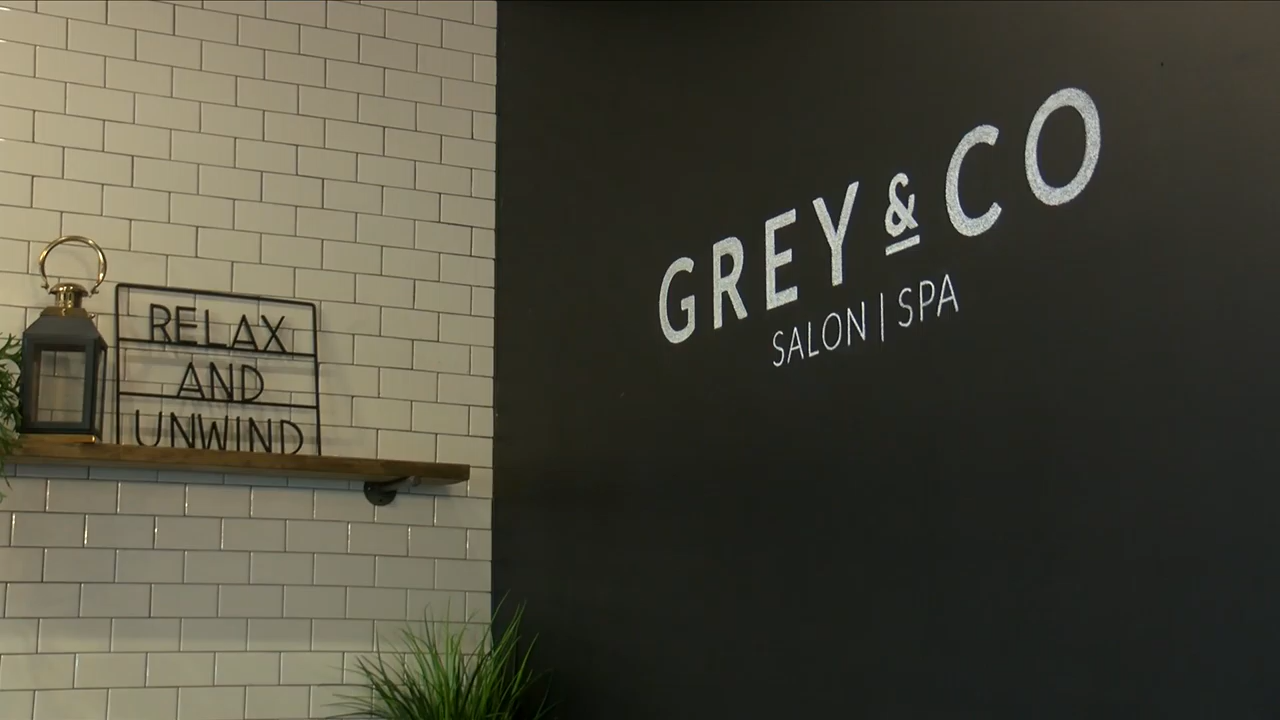 RELAX
AND
UNWIND
GREY & CO
SALON | SPA